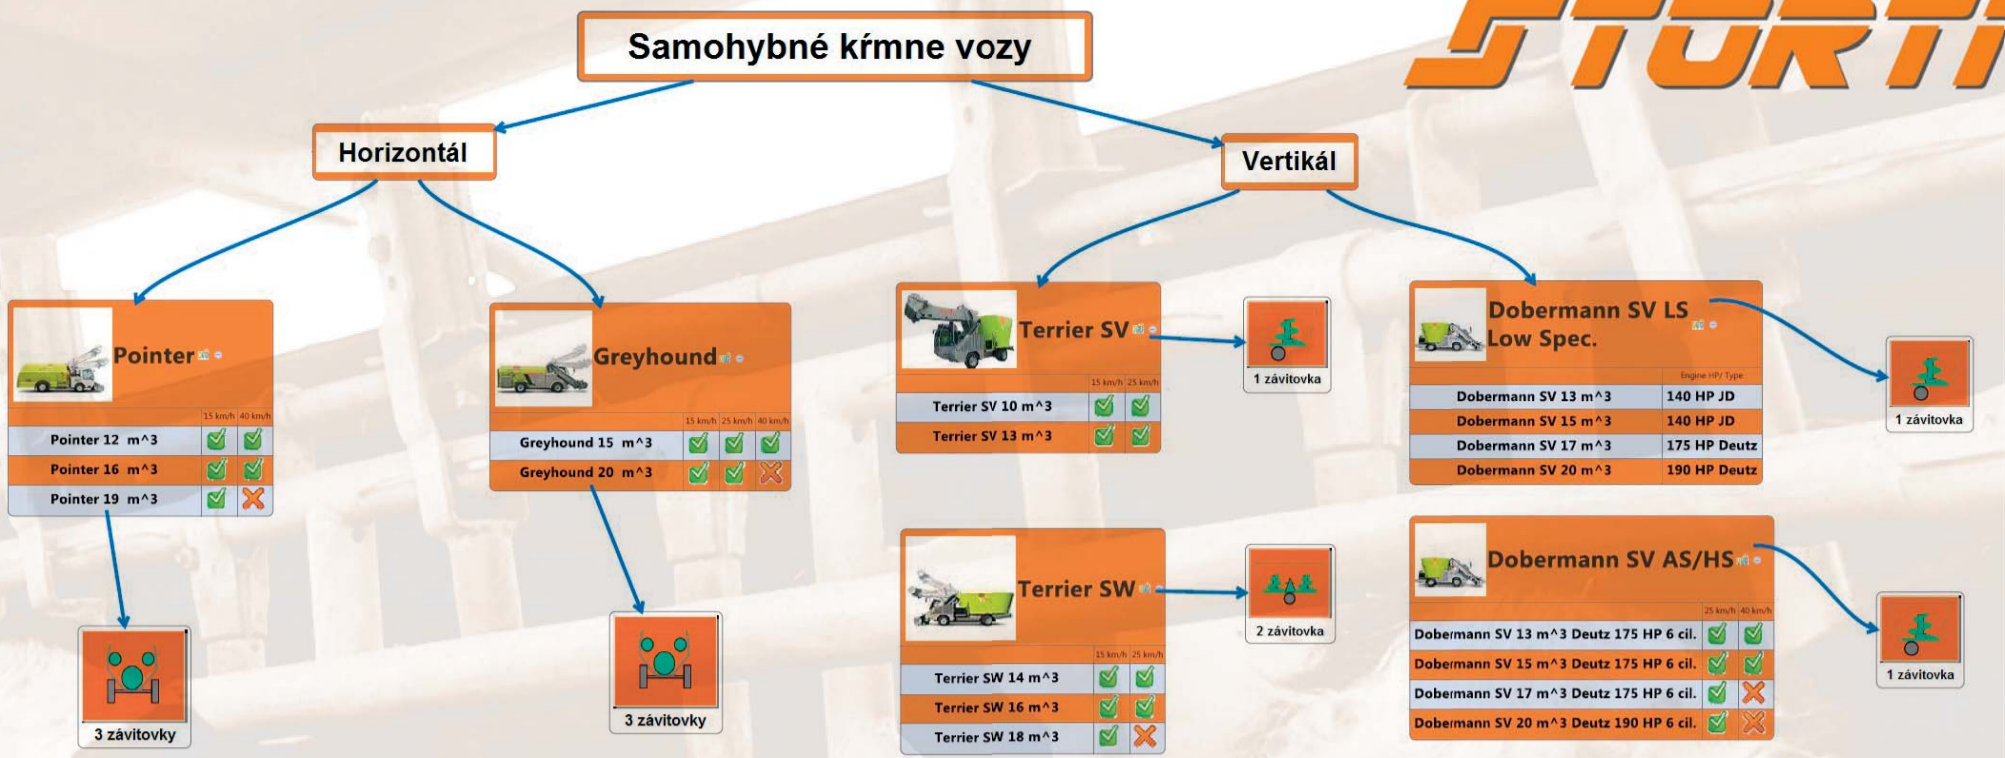 STORTI
Samohybné kŕmne vozy
Horizontál
Vertikál
Pointer
15 km/h 40 km/h
Pointer 12 m^3
Pointer 16 m^3
Pointer 19 m^3
3 závitovky
Greyhound
15 km/h 25 km/h 40 km/h
Greyhound 15 m^3
Greyhound 20 m^3
3 závitovky
Terrier SV
15 km/h 25 km/h
Terrier SV 10 m^3
Terrier SV 13 m^3
1 závitovka
Terrier SW
15 km/h 25 km/h
Terrier SW 14 m^3
Terrier SW 16 m^3
Terrier SW 18 m^3
2 závitovka
Dobermann SV LS
Low Spec.
Engine HP/ Type
Dobermann SV 13 m^3 140 HP JD
Dobermann SV 15 m^3 140 HP JD
Dobermann SV 17 m^3 175 HP Deutz
Dobermann SV 20 m^3 190 HP Deutz
1 závitovka
Dobermann SV AS/HS
25 km/h 40 km/h
Dobermann SV 13 m^3 Deutz 175 HP 6 cil.
Dobermann SV 15 m^3 Deutz 175 HP 6 cil.
Dobermann SV 17 m^3 Deutz 175 HP 6 cil.
Dobermann SV 20 m^3 Deutz 190 HP 6 cil.
1 závitovka